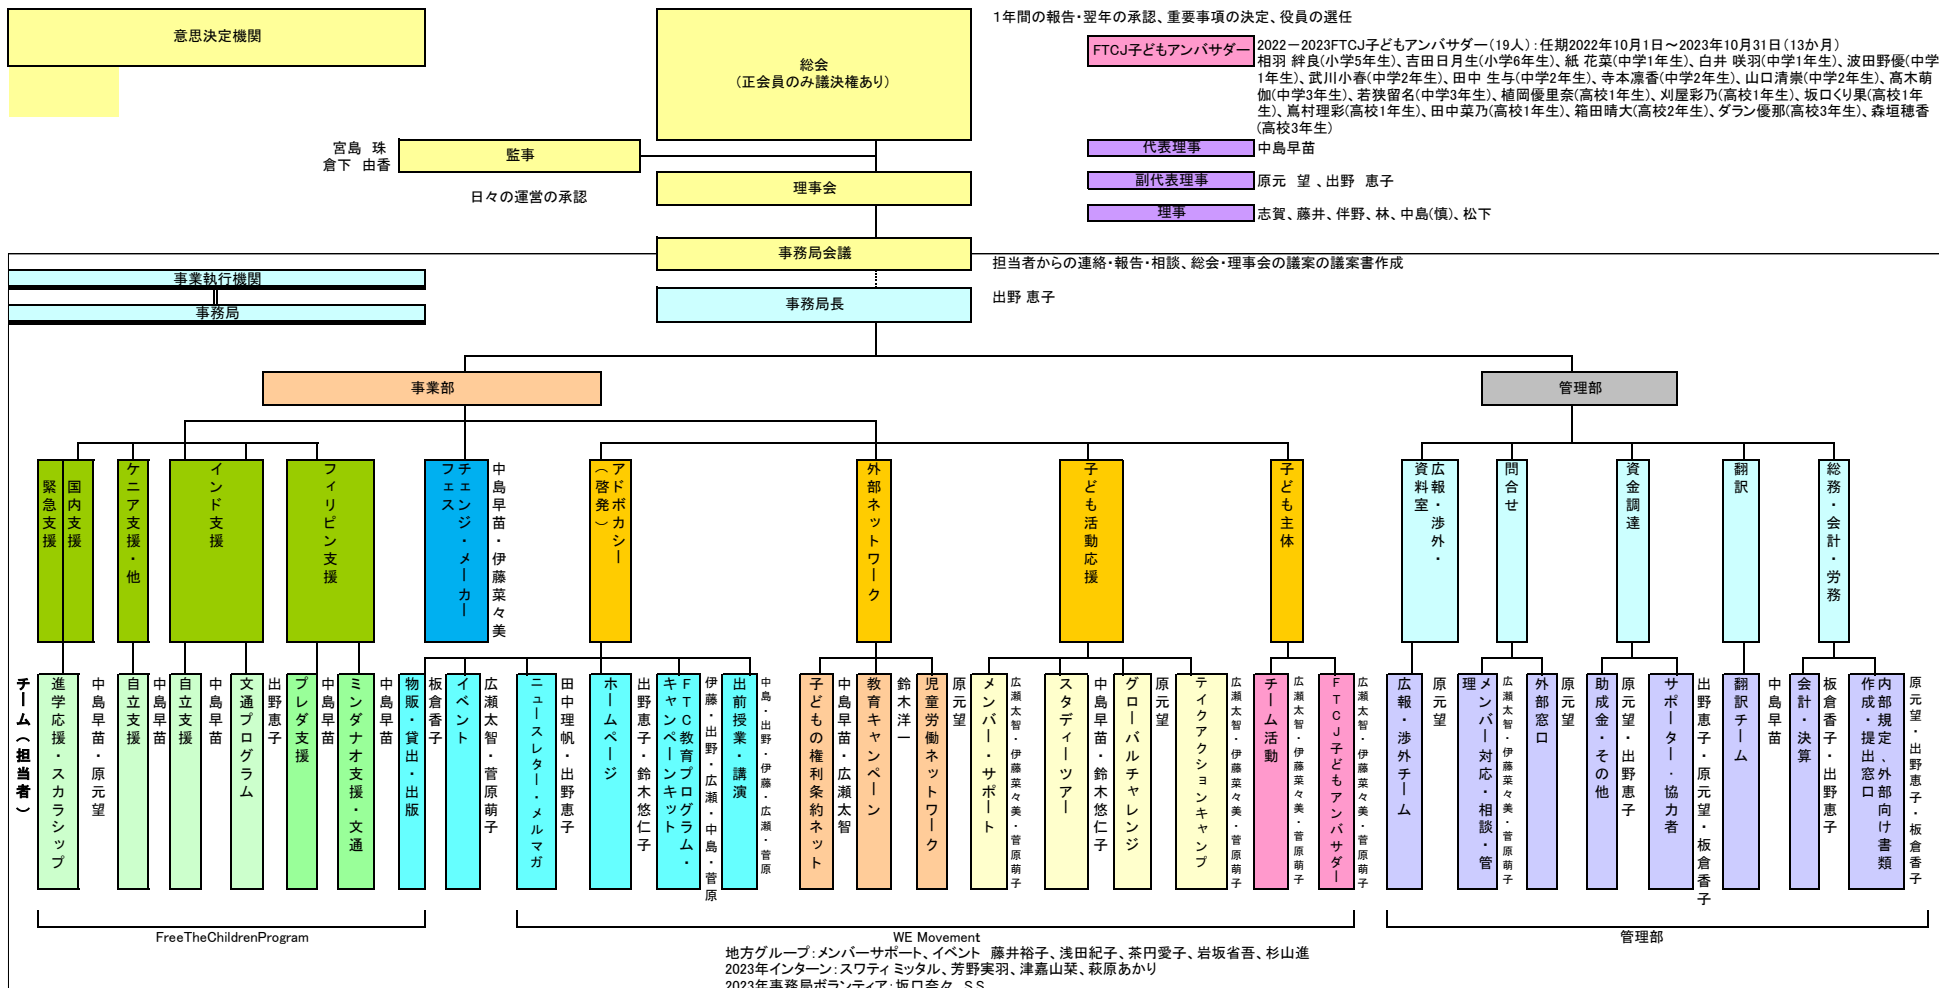 意思決定機関
総会
(正会員のみ議決権あり)
1年間の報告・翌年の承認、重要事項の決定、役員の選任
FTCJ子どもアンバサダー
2022－2023FTCJ子どもアンバサダー(19人):任期2022年10月1日～2023年10月31日(13か月)
相羽 絆良(小学5年生)、吉田日月生(小学6年生)、紙 花菜(中学1年生)、白井 咲羽(中学1年生)、波田野優(中学
1年生)、武川小春(中学2年生)、田中 生与(中学2年生)、寺本凛香(中学2年生)、山口清崇(中学2年生)、髙木萌
伽(中学3年生)、若狭留名(中学3年生)、植岡優里奈(高校1年生)、刈屋彩乃(高校1年生)、坂口くり果(高校1年
生)、嶌村理彩(高校1年生)、田中菜乃(高校1年生)、箱田晴大(高校2年生)、ダラン優那(高校3年生)、森垣穂香
(高校3年生)
宮島 珠
倉下 由香
監事
代表理事
中島早苗
日々の運営の承認
理事会
副代表理事
原元 望 、出野 恵子
理事
志賀、藤井、伴野、林、中島(慎)、松下
事務局会議
担当者からの連絡・報告・相談、総会・理事会の議案の議案書作成
事業執行機関
事務局
事務局長
出野 恵子
事業部
管理部
緊急支援
国内支援
ケニア支援・他
インド支援
フィリピン支援
チェンジ・メーカー
フェス
中島早苗・伊藤菜々美
アドボカシー
(啓発)
外部ネットワーク
子ども活動応援
子ども主体
広報・渉外・
資料室
問合せ
資金調達
翻訳
総務・会計・労務
チーム(担当者)
進学応援・スカラシップ
中島早苗・原元望
自立支援
中島早苗
自立支援
中島早苗
文通プログラム
出野恵子
プレダ支援
中島早苗
ミンダナオ支援・文通
中島早苗
物販・貸出・出版
板倉香子
イベント
広瀬太智・菅原萌子
ニュースレター・メルマガ
田中理帆・出野恵子
ホームページ
出野恵子・鈴木悠仁子
FTC教育プログラム・
キャンペーンキット
伊藤・出野・広瀬・中島・菅原
出前授業・講演
中島・出野・伊藤・広瀬・菅原
子どもの権利条約ネット
中島早苗・広瀬太智
教育キャンペーン
鈴木洋一
児童労働ネットワーク
原元望
メンバー・サポート
広瀬太智・伊藤菜々美・菅原萌子
スタディーツアー
中島早苗・鈴木悠仁子
グローバルチャレンジ
原元望
テイクアクションキャンプ
広瀬太智・伊藤菜々美・菅原萌子
チーム活動
広瀬太智・伊藤菜々美・菅原萌子
FTCJ子どもアンバサダー
広瀬太智・伊藤菜々美・菅原萌子
広報・渉外チーム
原元望
メンバー対応・相談・管
理
広瀬太智・伊藤菜々美・菅原萌子
外部窓口
原元望
助成金・その他
原元望・出野恵子
サポーター・協力者
出野恵子・原元望・板倉香子
翻訳チーム
中島早苗
会計・決算
板倉香子・出野恵子
内部規定、外部向け書類
作成・提出窓口
原元望・出野恵子・板倉香子
FreeTheChildrenProgram
WE Movement
管理部
地方グループ:メンバーサポート、イベント 藤井裕子、浅田紀子、茶円愛子、岩坂省吾、杉山進
2023年インターン:スワティ ミッタル、芳野実羽、津嘉山栞、萩原あかり
2023年事務局ボランティア:坂口奈々、S.S